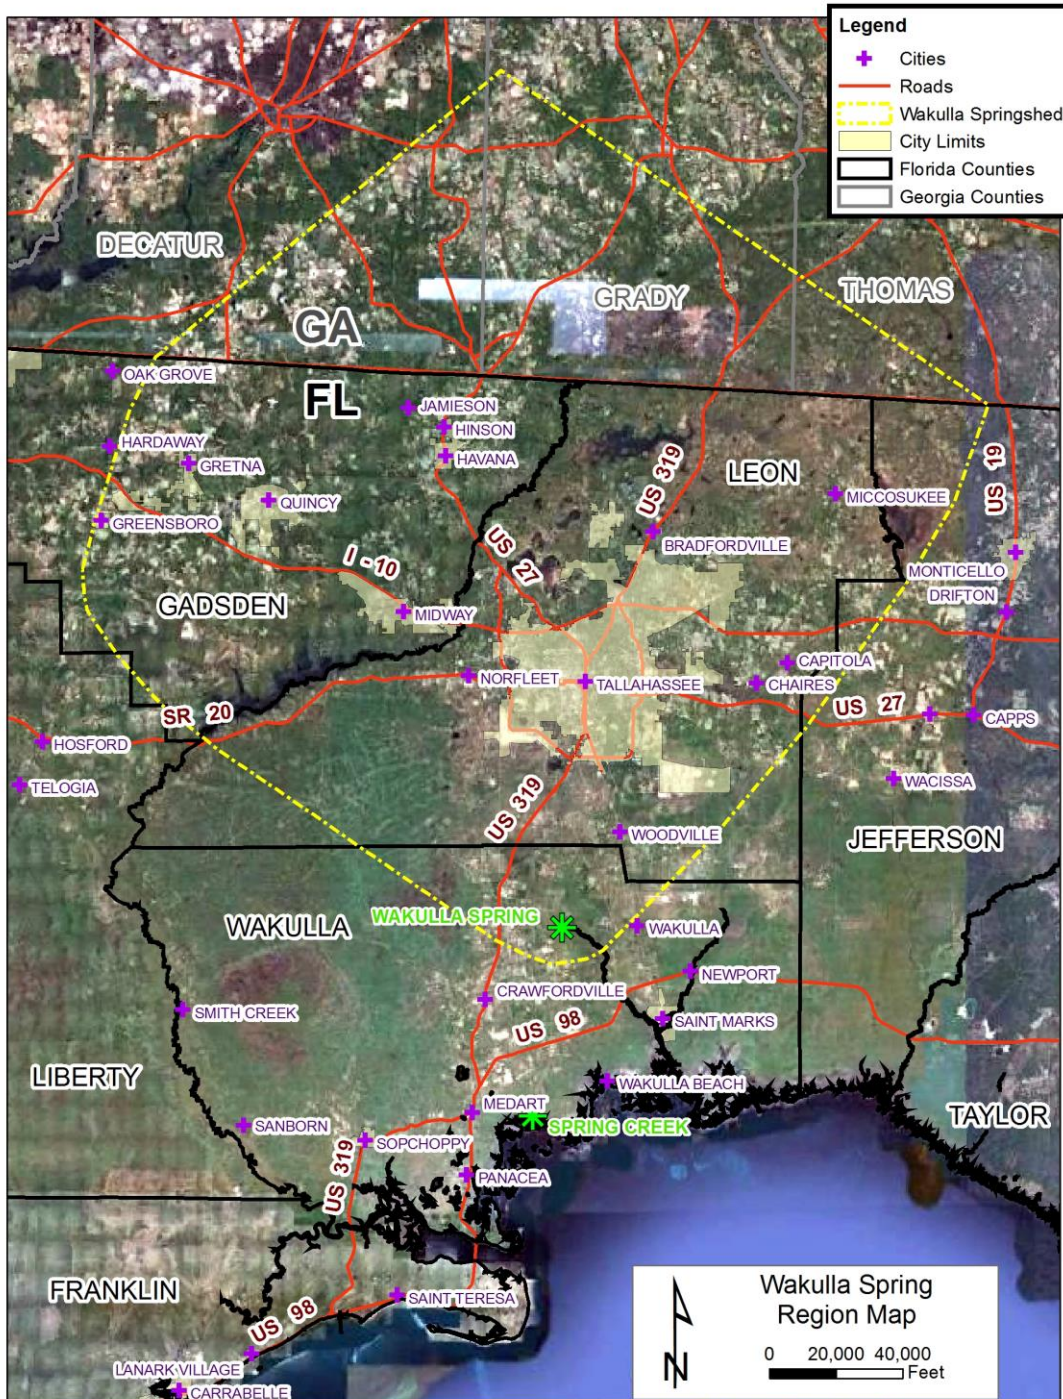 Legend
Cities
Roads
Wakulla Springshed
City Limits
Florida Counties
Georgia Counties
DECATUR
GRADY
THOMAS
GA
OAK GROVE
FL
JAMIESON
HINSON
HARDAWAY
HAVANA
GRETNA
US 319
LEON
US 19
QUINCY
MICCOSUKEE
GREENSBORO
US 27
BRADFORDVILLE
I - 10
MONTICELLO
DRIFTON
GADSDEN
MIDWAY
CAPITOLA
NORFLEET
TALLAHASSEE
CHAIRES
US 27
SR 20
CAPPS
HOSFORD
TELOGIA
WACISSA
US 319
WOODVILLE
JEFFERSON
WAKULLA SPRING
WAKULLA
WAKULLA
NEWPORT
CRAWFORDVILLE
SMITH CREEK
US 98
SAINT MARKS
LIBERTY
WAKULLA BEACH
MEDART
SPRING CREEK
TAYLOR
SANBORN
SOPCHOPPY
US 319
PANACEA
FRANKLIN
SAINT TERESA
US 98
LANARK VILLAGE
CARRABELLE
Wakulla Spring
Region Map
N
0 20,000 40,000
Feet